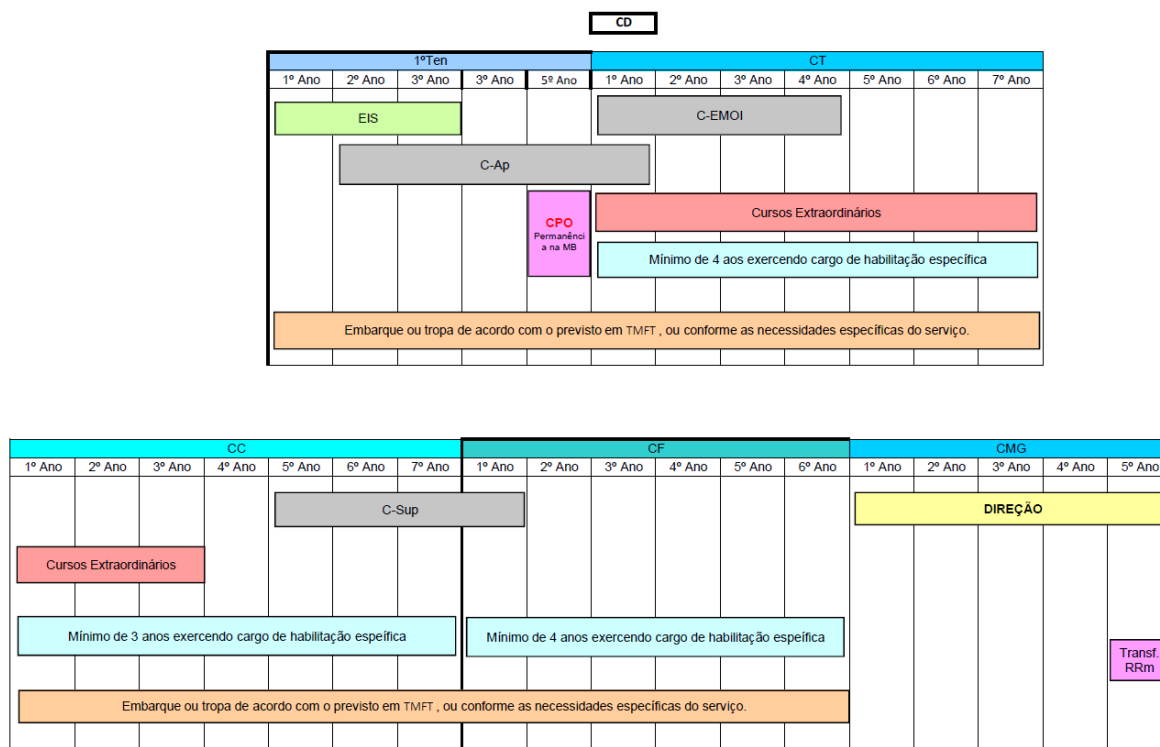 CD
1ºTen CT
1º Ano 2º Ano 3º Ano 3º Ano 5º Ano 1º Ano 2º Ano 3º Ano 4º Ano 5º Ano 6º Ano 7º Ano
EIS C-EMOI
C-Ap
CPO
Permanênci
a na MB
Cursos Extraordinários
Mínimo de 4 aos exercendo cargo de habilitação específica
Embarque ou tropa de acordo com o previsto em TMFT , ou conforme as necessidades específicas do serviço.
CC CF CMG
1º Ano 2º Ano 3º Ano 4º Ano 5º Ano 6º Ano 7º Ano 1º Ano 2º Ano 3º Ano 4º Ano 5º Ano 6º Ano 1º Ano 2º Ano 3º Ano 4º Ano 5º Ano
C-Sup DIREÇÃO
Cursos Extraordinários
Mínimo de 3 anos exercendo cargo de habilitação espeífica Mínimo de 4 anos exercendo cargo de habilitação espeífica
Transf.
RRm
Embarque ou tropa de acordo com o previsto em TMFT , ou conforme as necessidades específicas do serviço.